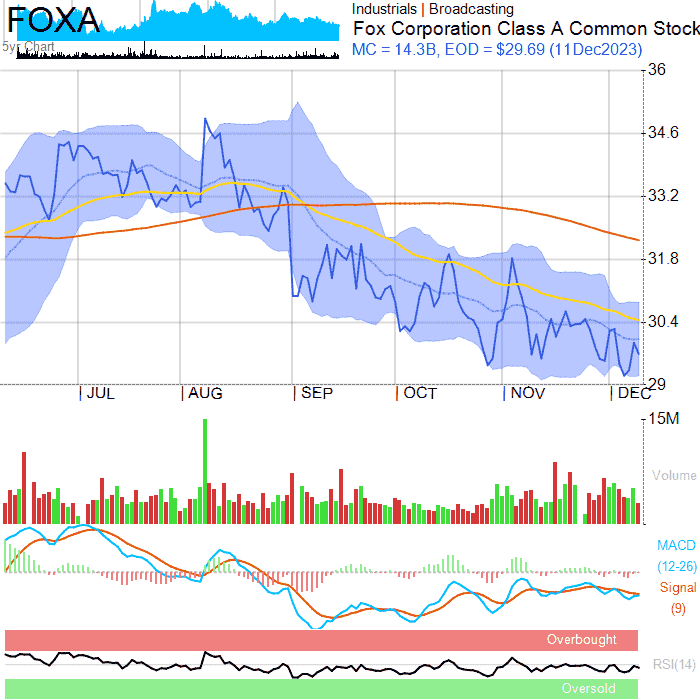 FOXA
5yr Chart
Industrials | Broadcasting
Fox Corporation Class A Common Stock
MC = 14.3B, EOD = $29.69 (11Dec2023)
36
34.6
33.2
31.8
30.4
29
| JUL | AUG | SEP | OCT | NOV | DEC
15M
Volume
MACD
(12-26)
Signal
(9)
Overbought
RSI(14)
Oversold